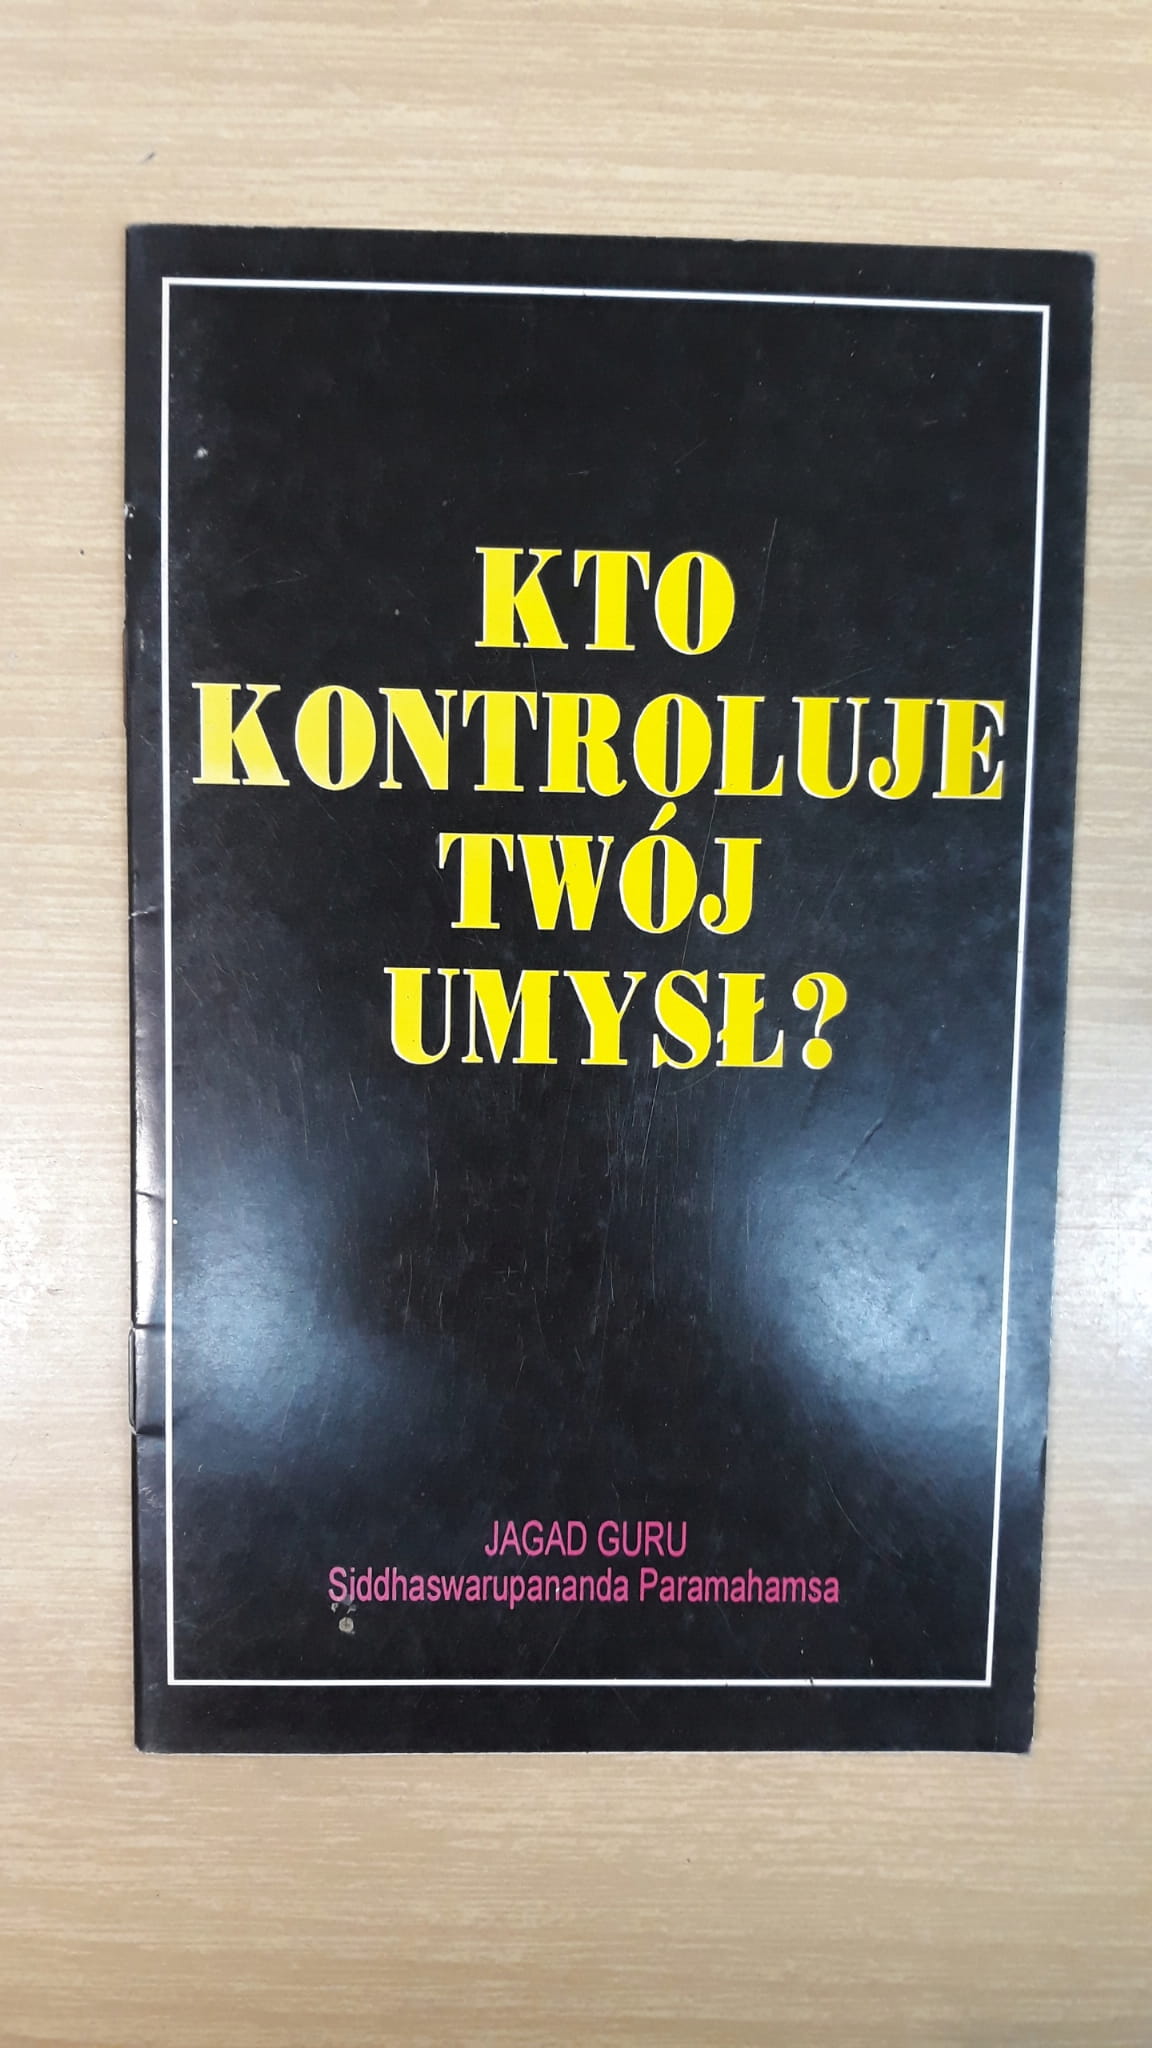 KTO
KONTROLUJE
TWÓJ
UMYSŁ?
JAGAD GURU
Siddhaswarupananda Paramahamsa